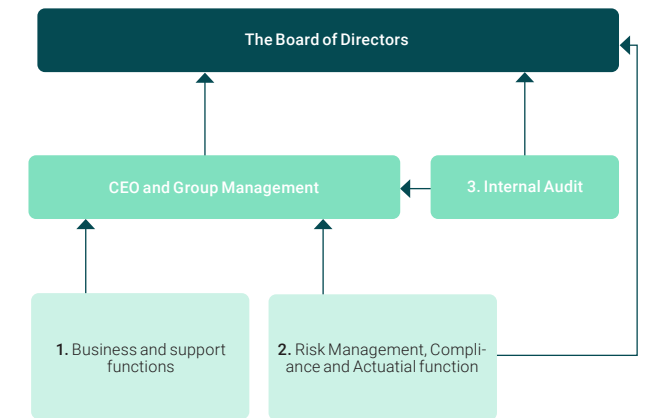 The Board of Directors
CEO and Group Management
3. Internal Audit
1. Business and support
functions
2. Risk Management, Compli-
ance and Actuatial function